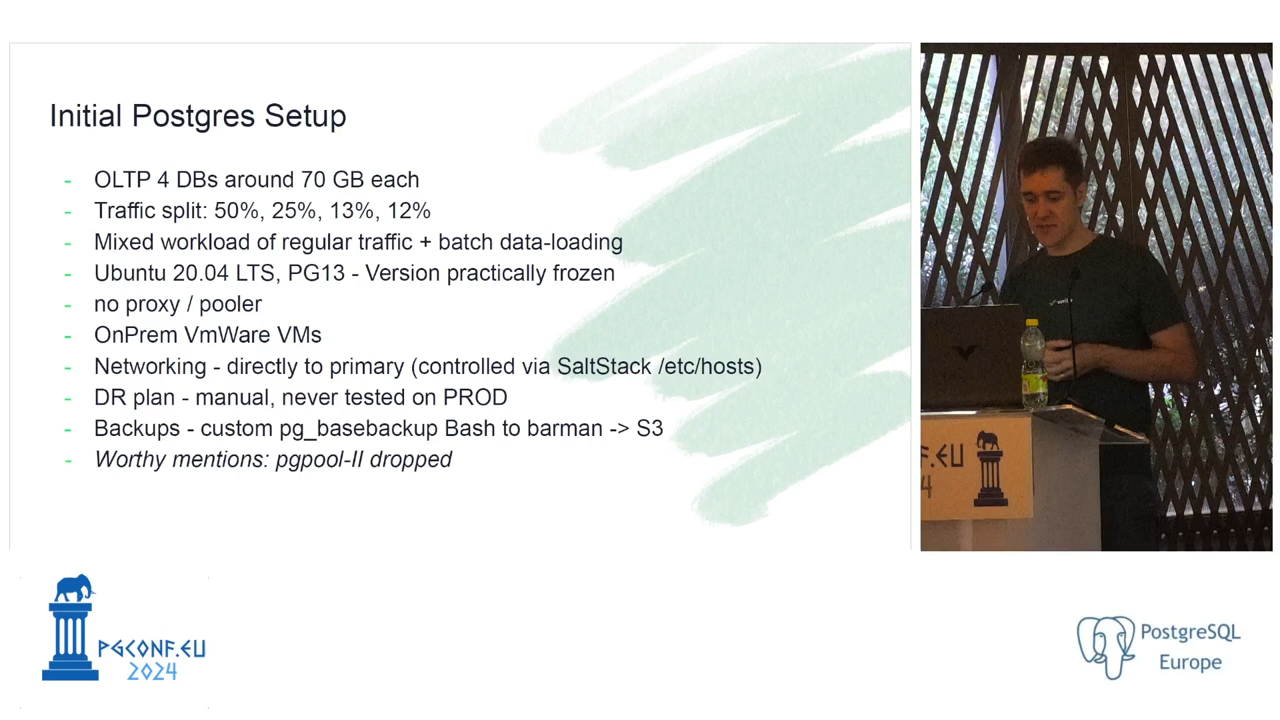 Initial Postgres Setup
- OLTP 4 DBs around 70 GB each
- Traffic split: 50%, 25%, 13%, 12%
- Mixed workload of regular traffic + batch data-loading
- Ubuntu 20.04 LTS, PG13 - Version practically frozen
- no proxy / pooler
- OnPrem VmWare VMs
- Networking - directly to primary (controlled via SaltStack /etc/hosts)
- DR plan - manual, never tested on PROD
- Backups - custom pg_basebackup Bash to barman -> S3
- Worthy mentions: pgpool-II dropped
F.EU
4
PGCONF.EU
2024
PostgreSQL
Europe